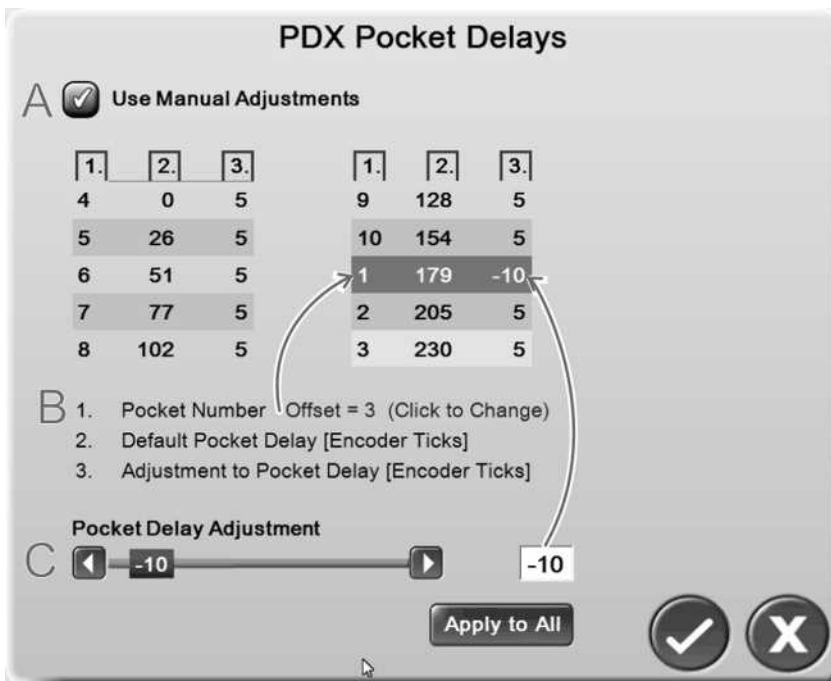 PDX Pocket Delays
A Use Manual Adjustments
1. 2. 3. 1. 2. 3.
4 0 5 9 128 5
5 26 5 10 154 5
6 51 5 1 179 -10
7 77 5 2 205 5
8 102 5 3 230 5
B 1. Pocket Number Offset = 3 (Click to Change)
2. Default Pocket Delay [Encoder Ticks]
3. Adjustment to Pocket Delay [Encoder Ticks]
Pocket Delay Adjustment
C -10 -10
Apply to All
X